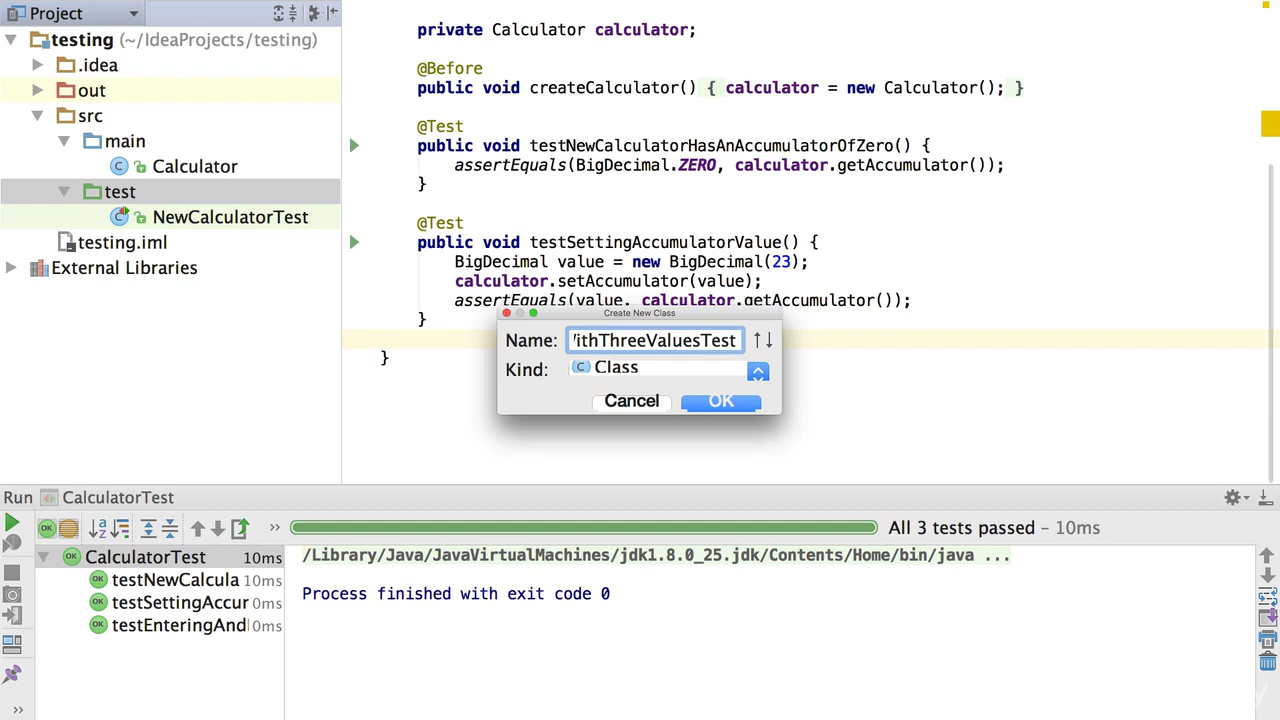 Project
testing (~/IdeaProjects/testing)
.idea
out
src
main
Calculator
test
NewCalculatorTest
testing.iml
External Libraries
private Calculator calculator;
@Before
public void createCalculator() { calculator = new Calculator(); }
@Test
public void testNewCalculatorHasAnAccumulatorOfZero() {
assertEquals(BigDecimal.ZERO, calculator.getAccumulator());
}
@Test
public void testSettingAccumulatorValue() {
BigDecimal value = new BigDecimal(23);
calculator.setAccumulator(value);
assertEquals(value, calculator.getAccumulator());
}
}
Create New Class
Name: WithThreeValuesTest
Kind: Class
Cancel OK
Run CalculatorTest
All 3 tests passed – 10ms
CalculatorTest 10ms
testNewCalcula 10ms
testSettingAccur 0ms
testEnteringAnd 0ms
/Library/Java/JavaVirtualMachines/jdk1.8.0_25.jdk/Contents/Home/bin/java ...
Process finished with exit code 0